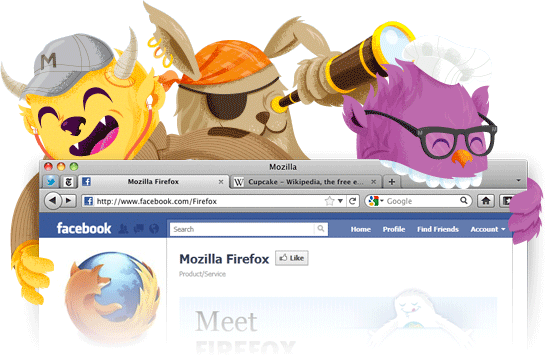 M
Mozilla
Mozilla Firefox
Cupcake – Wikipedia, the free e...
http://www.facebook.com/Firefox
Google
facebook
Search
Home Profile Find Friends Account
Mozilla Firefox
Like
Product/Service
Meet
FIREFOX